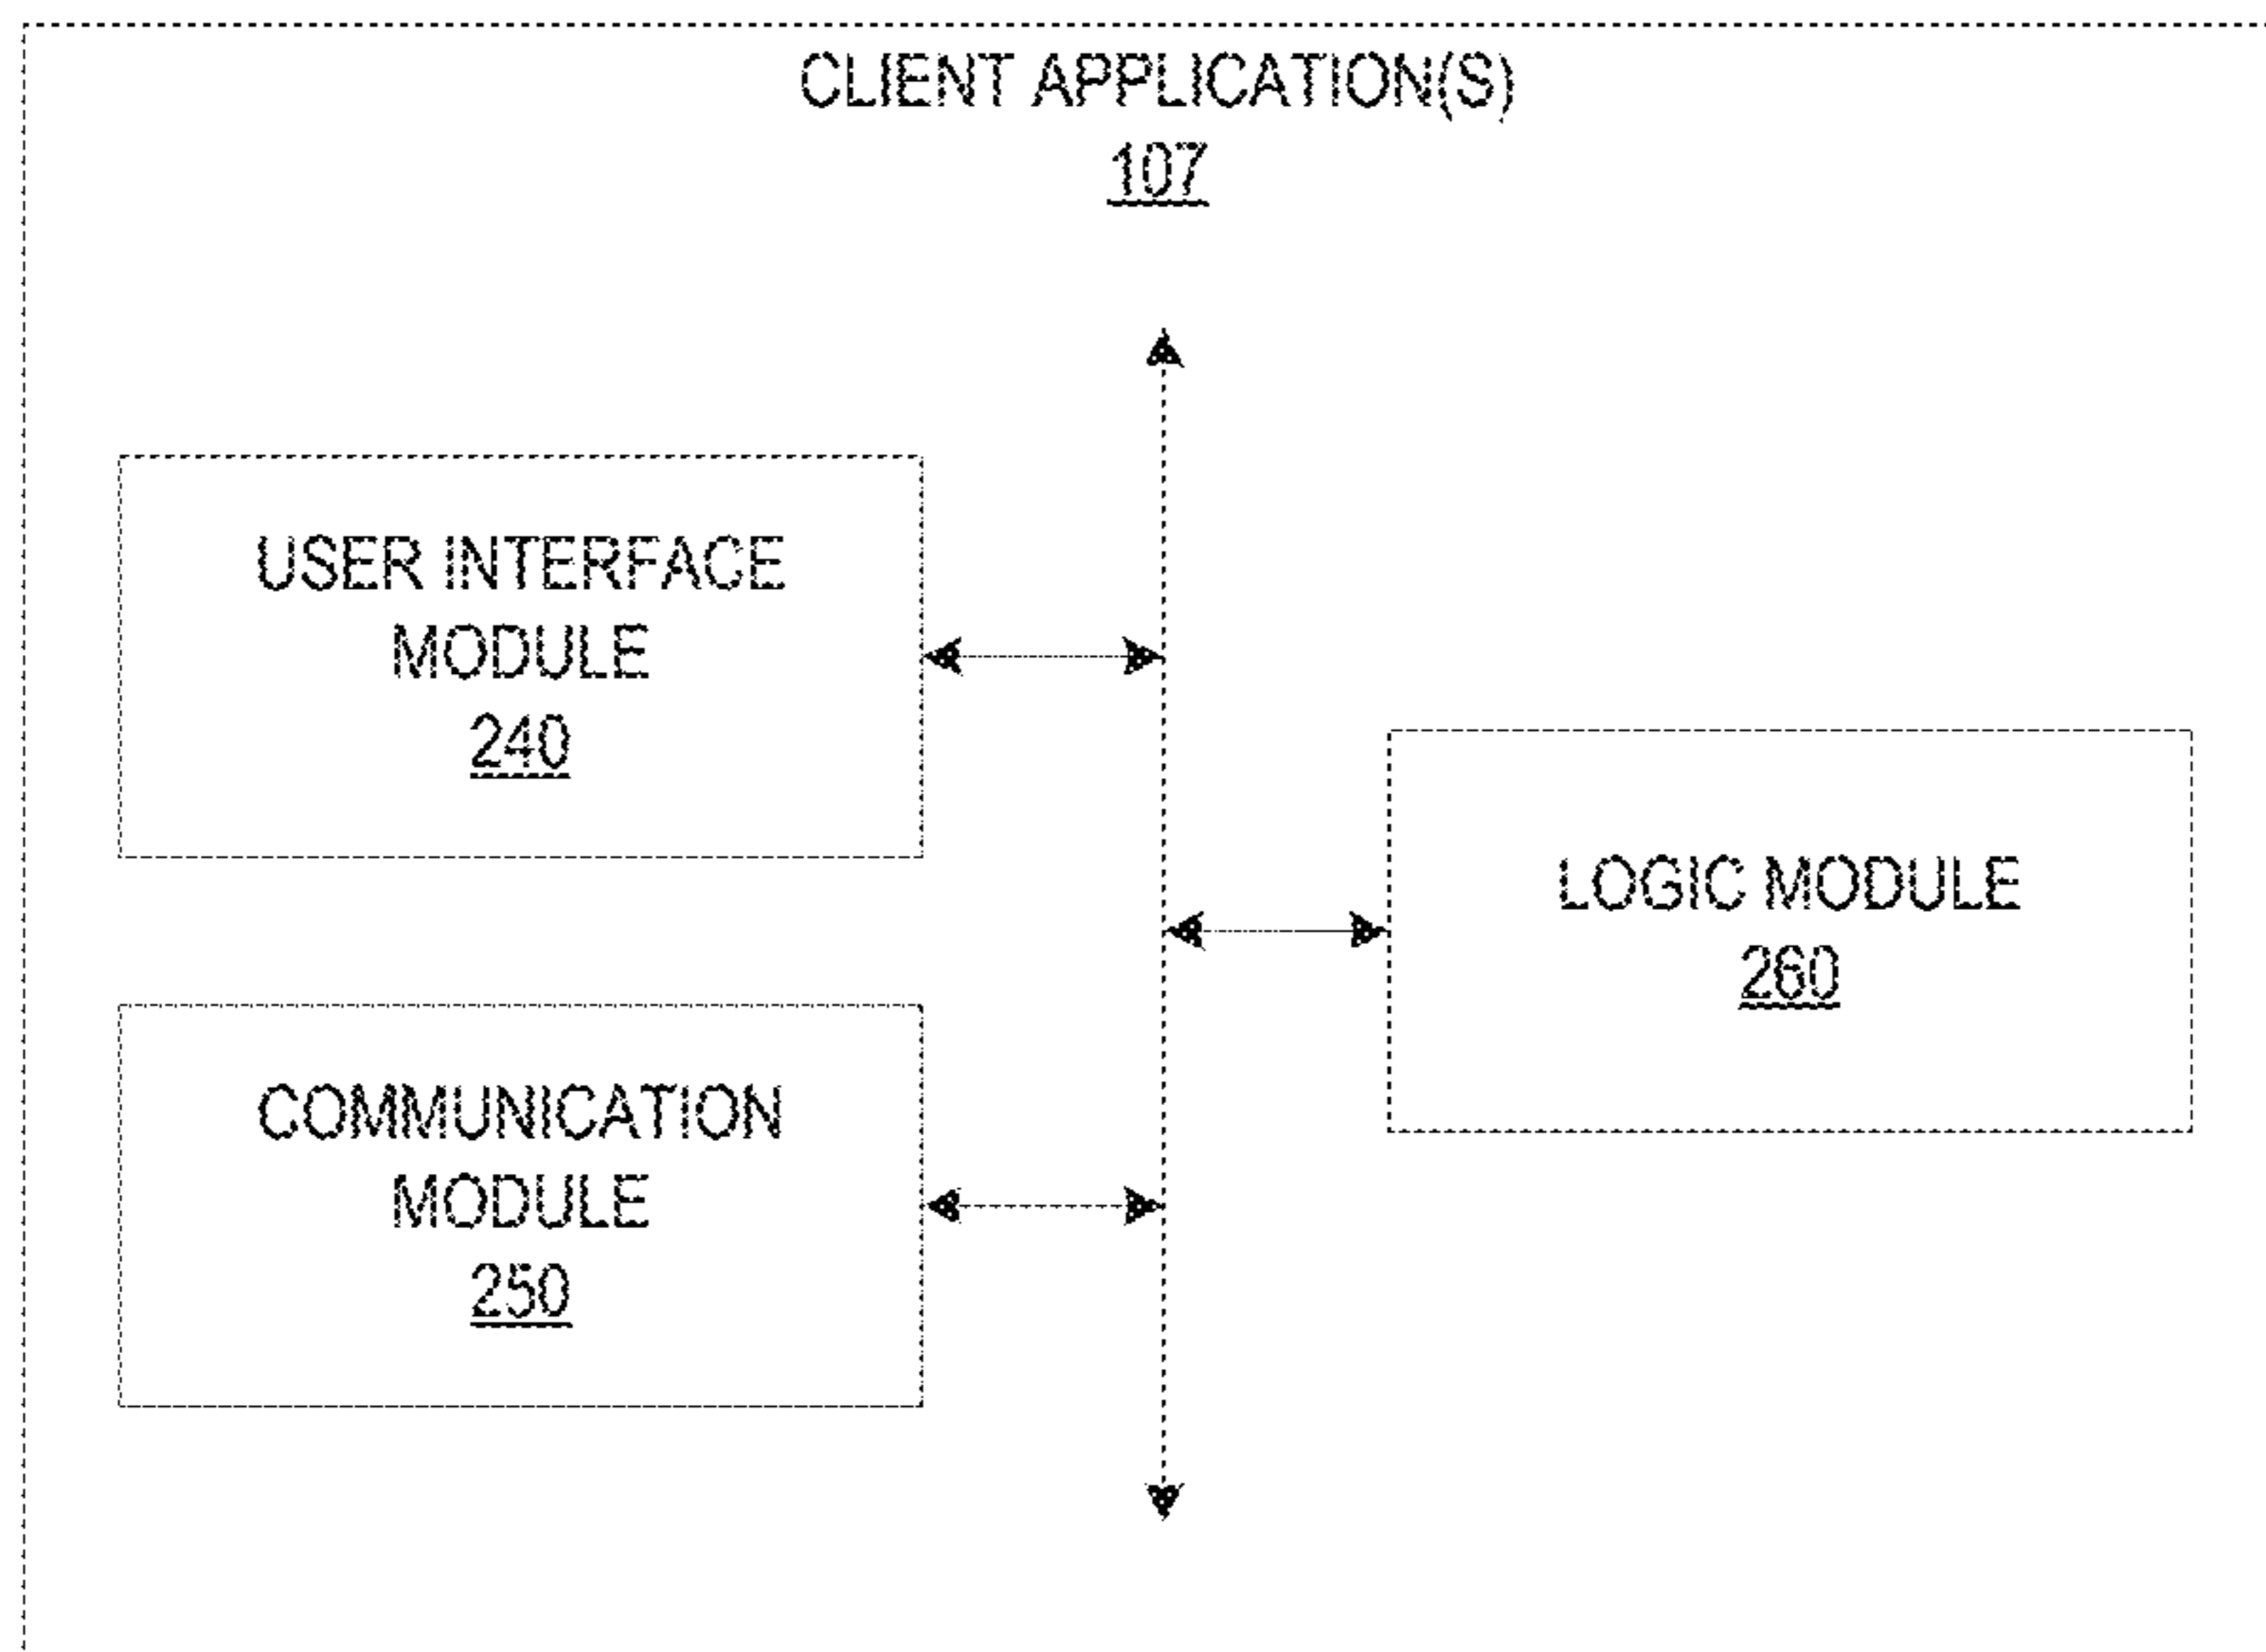 CLIENT APPLICATION(S)
107
USER INTERFACE
MODULE
240
LOGIC MODULE
260
COMMUNICATION
MODULE
250